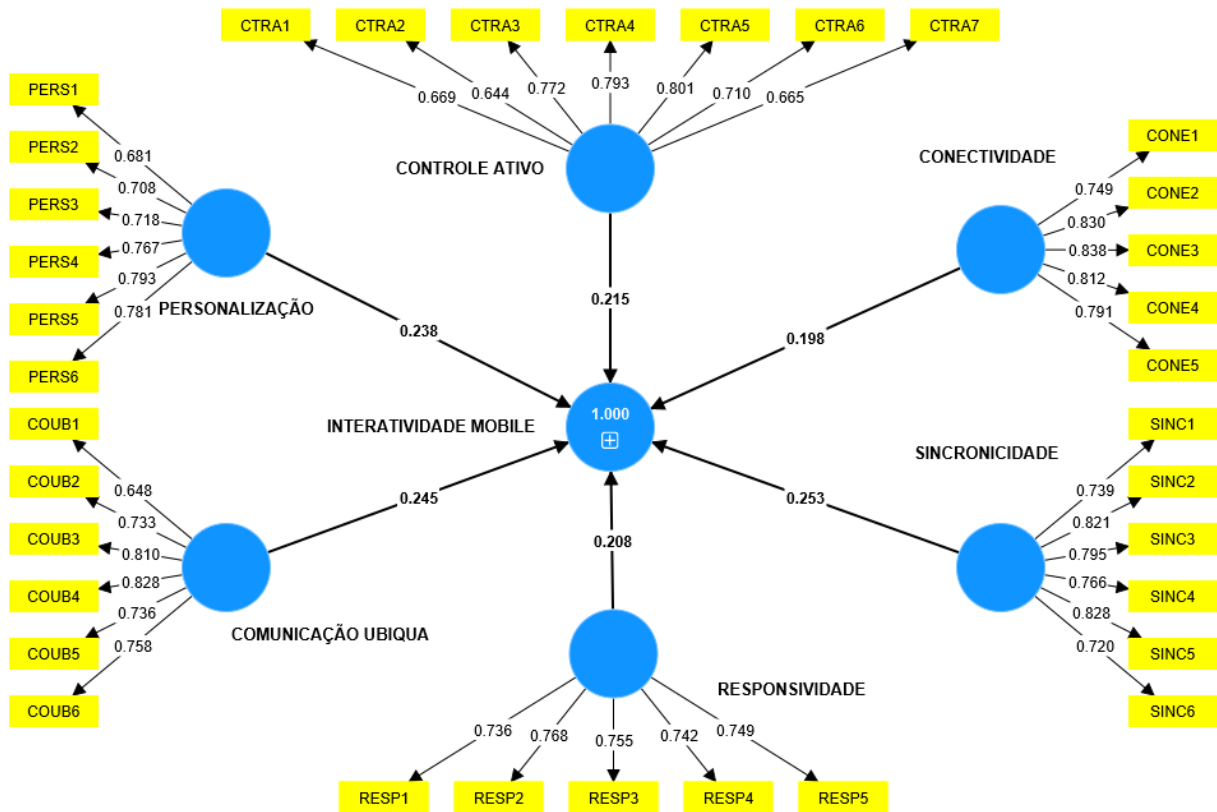 CTRA1
CTRA2
CTRA3
CTRA4
CTRA5
CTRA6
CTRA7
0.669
0.644
0.772
0.793
0.801
0.710
0.665
CONTROLE ATIVO
0.215
PERS1
PERS2
PERS3
PERS4
PERS5
PERS6
0.681
0.708
0.718
0.767
0.793
0.781
PERSONALIZAÇÃO
0.238
CONECTIVIDADE
CONE1
CONE2
CONE3
CONE4
CONE5
0.749
0.830
0.838
0.812
0.791
0.198
INTERATIVIDADE MOBILE
1.000
COUB1
COUB2
COUB3
COUB4
COUB5
COUB6
0.648
0.733
0.810
0.828
0.736
0.758
COMUNICAÇÃO UBIQUA
0.245
SINCRONICIDADE
SINC1
SINC2
SINC3
SINC4
SINC5
SINC6
0.739
0.821
0.795
0.766
0.828
0.720
0.253
0.208
RESPONSIVIDADE
0.736
0.768
0.755
0.742
0.749
RESP1
RESP2
RESP3
RESP4
RESP5